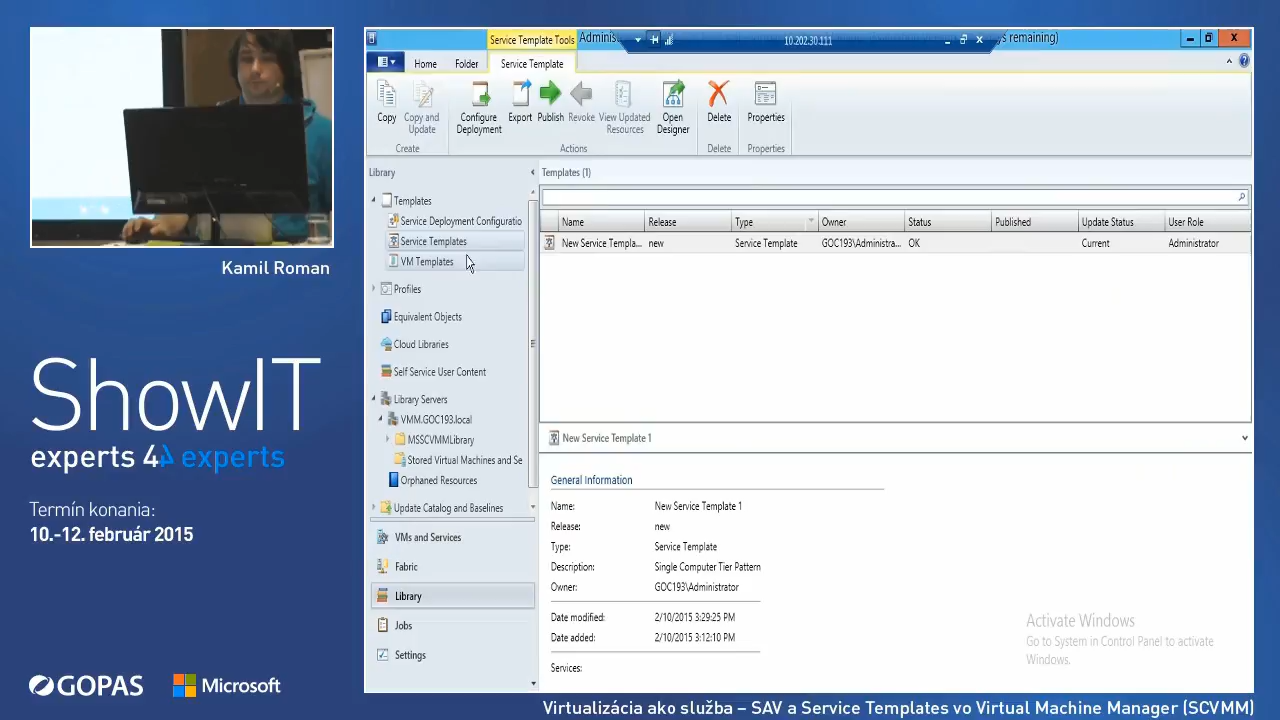 Service Template Tools
Adminis
10.202.30.111
s remaining)
Home
Folder
Service Template
Copy
Copy and Update
Configure Deployment
Export
Publish
Revoke
View Updated Resources
Open Designer
Delete
Properties
Create
Actions
Delete
Properties
Library
Templates
Service Deployment Configuratio
Service Templates
VM Templates
Profiles
Equivalent Objects
Cloud Libraries
Self Service User Content
Library Servers
VMM.GOC193.local
MSSCVMMLibrary
Stored Virtual Machines and Se
Orphaned Resources
Update Catalog and Baselines
VMs and Services
Fabric
Library
Jobs
Settings
Templates (1)
Name Release Type Owner Status Published Update Status User Role
New Service Templa... new Service Template GOC193\Administra... OK Current Administrator
New Service Template 1
General Information
Name: New Service Template 1
Release: new
Type: Service Template
Description: Single Computer Tier Pattern
Owner: GOC193\Administrator
Date modified: 2/10/2015 3:29:25 PM
Date added: 2/10/2015 3:12:10 PM
Services:
Activate Windows
Go to System in Control Panel to activate
Windows.
Kamil Roman
ShowIT
experts 4 experts
Termín konania:
10.-12. február 2015
GOPAS
Microsoft
Virtualizácia ako služba – SAV a Service Templates vo Virtual Machine Manager (SCVMM)